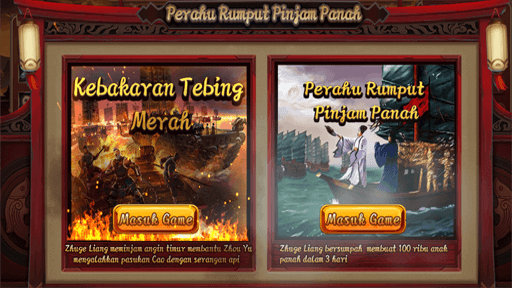 Perahu Rumput Pinjam Panah
Kebakaran Tebing
Merah
Masuk Game
Zhuge Liang meminjam angin timur membantu Zhou Yu
mengalahkan pasukan Cao dengan serangan api
Perahu Rumput
Pinjam Panah
Masuk Game
Zhuge Liang bersumpah membuat 100 ribu anak
panah dalam 3 hari